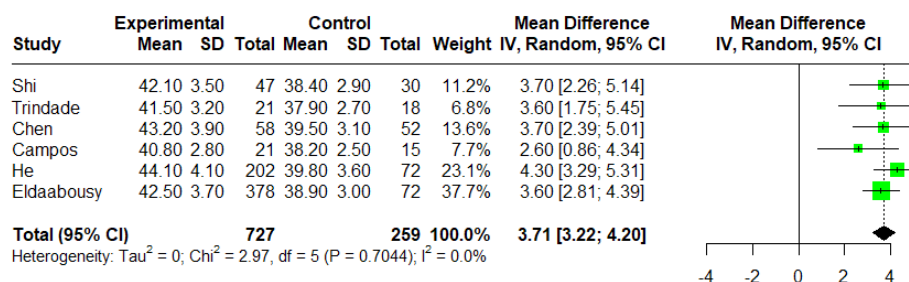 Experimental Control Mean Difference Mean Difference
Study Mean SD Total Mean SD Total Weight IV, Random, 95% CI IV, Random, 95% CI
Shi 42.10 3.50 47 38.40 2.90 30 11.2% 3.70 [2.26; 5.14]
Trindade 41.50 3.20 21 37.90 2.70 18 6.8% 3.60 [1.75; 5.45]
Chen 43.20 3.90 58 39.50 3.10 52 13.6% 3.70 [2.39; 5.01]
Campos 40.80 2.80 21 38.20 2.50 15 7.7% 2.60 [0.86; 4.34]
He 44.10 4.10 202 39.80 3.60 72 23.1% 4.30 [3.29; 5.31]
Eldaabousy 42.50 3.70 378 38.90 3.00 72 37.7% 3.60 [2.81; 4.39]
Total (95% CI) 727 259 100.0% 3.71 [3.22; 4.20]
Heterogeneity: Tau² = 0; Chi² = 2.97, df = 5 (P = 0.7044); I² = 0.0%
-4 -2 0 2 4